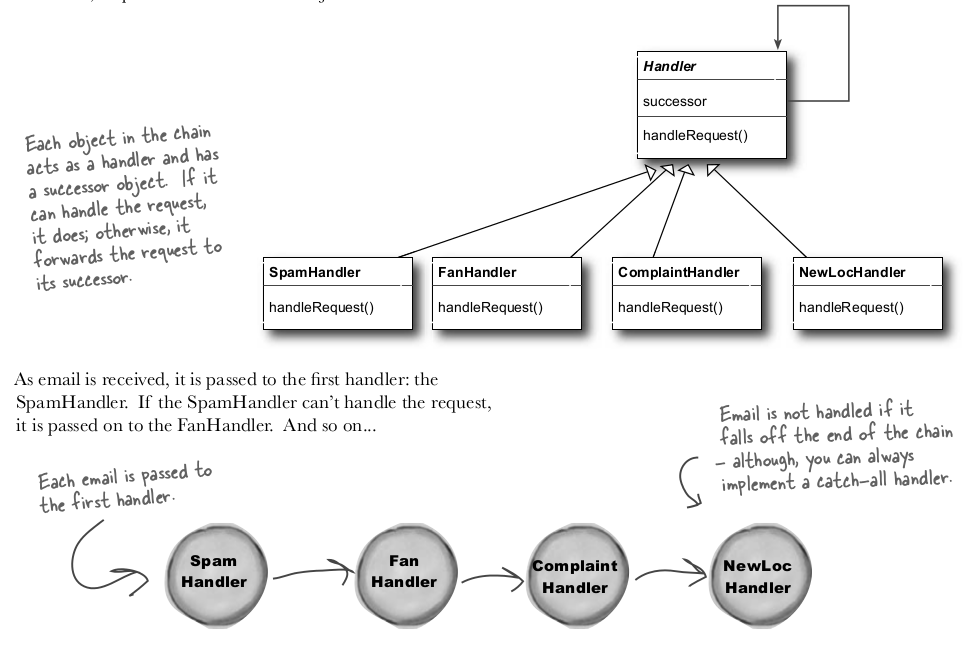 Handler
successor
handleRequest()
Each object in the chain
acts as a handler and has
a successor object. If it
can handle the request,
it does; otherwise, it
forwards the request to
its successor.
SpamHandler
handleRequest()
FanHandler
handleRequest()
ComplaintHandler
handleRequest()
NewLocHandler
handleRequest()
As email is received, it is passed to the first handler: the
SpamHandler. If the SpamHandler can't handle the request,
it is passed on to the FanHandler. And so on...
Email is not handled if it
falls off the end of the chain
– although, you can always
implement a catch-all handler.
Each email is passed to
the first handler.
Spam
Handler
Fan
Handler
Complaint
Handler
NewLoc
Handler